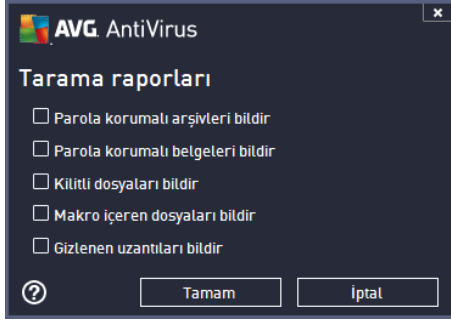 AVG. AntiVirus
Tarama raporları
Parola korumalı arşivleri bildir
Parola korumalı belgeleri bildir
Kilitli dosyaları bildir
Makro içeren dosyaları bildir
Gizlenen uzantıları bildir
? Tamam İptal